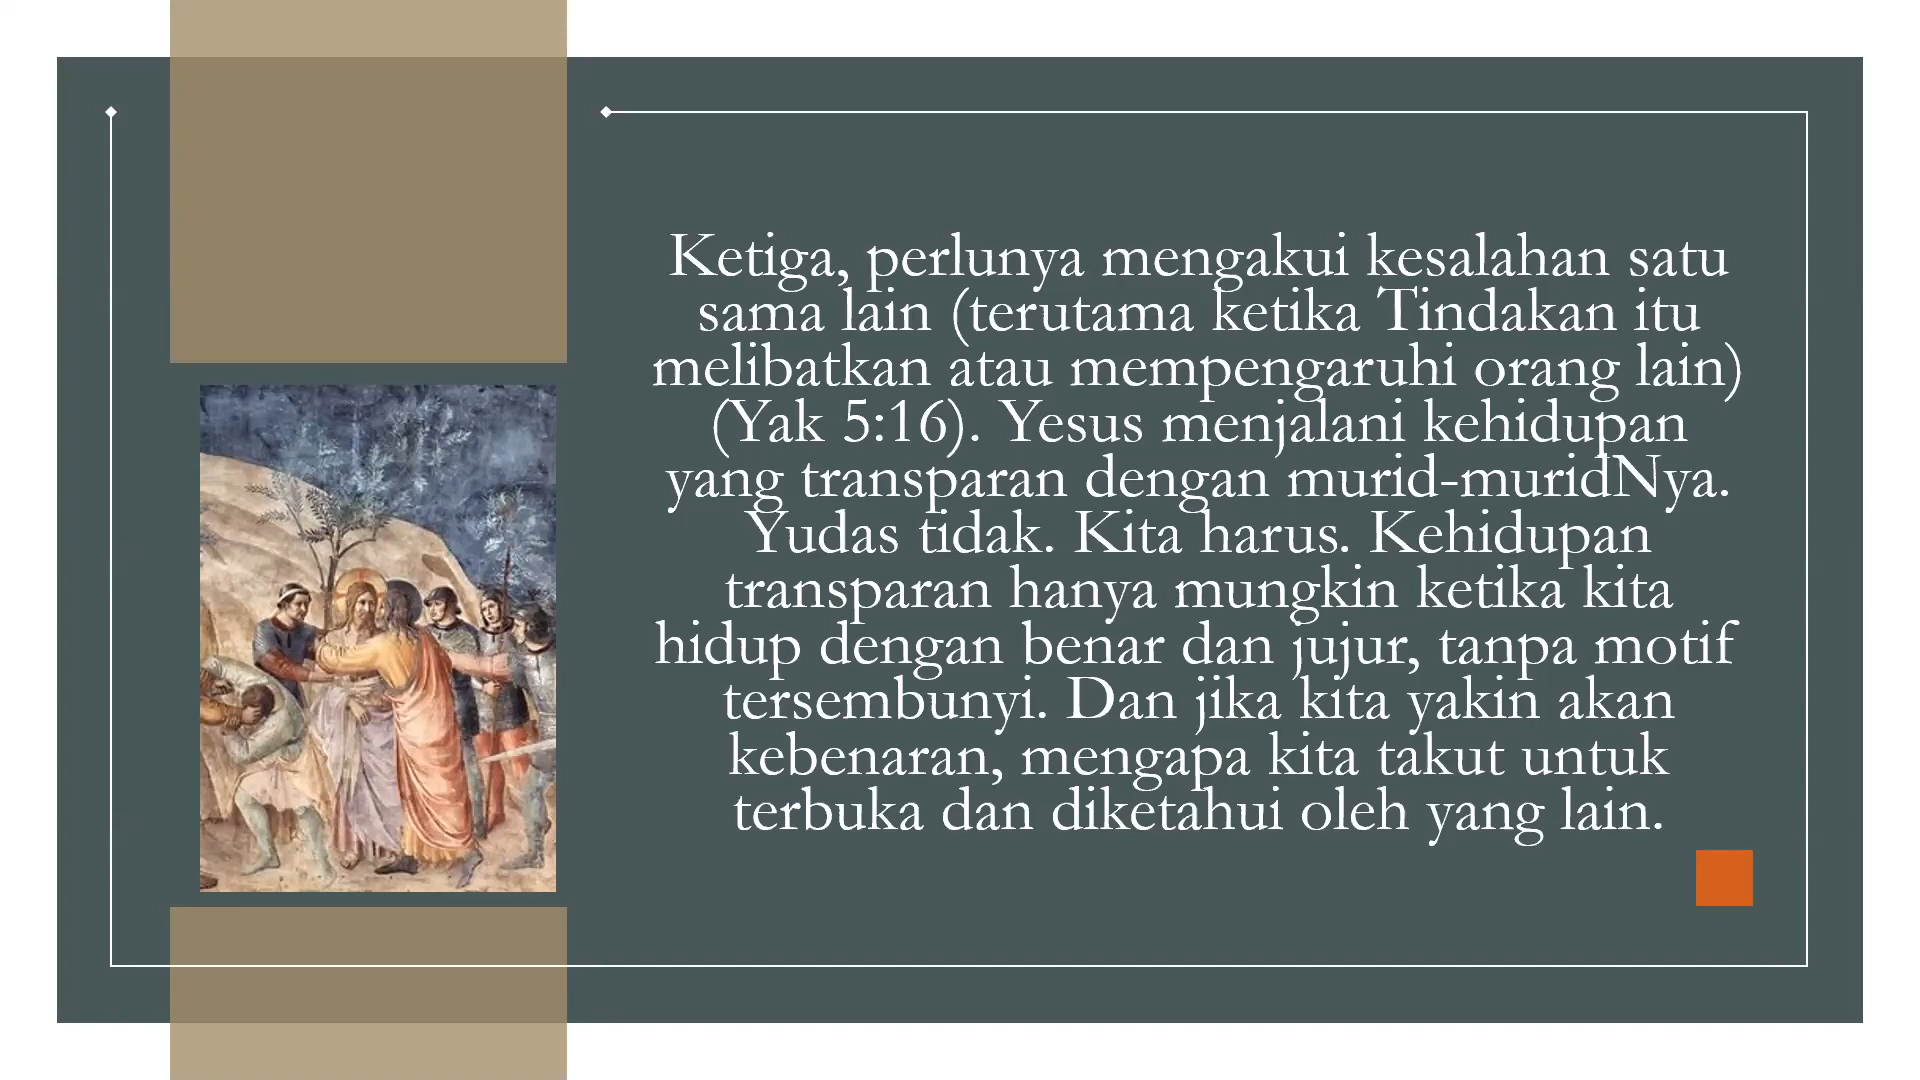 Ketiga, perlunya mengakui kesalahan satu
sama lain (terutama ketika Tindakan itu
melibatkan atau mempengaruhi orang lain)
(Yak 5:16). Yesus menjalani kehidupan
yang transparan dengan murid-muridNya.
Yudas tidak. Kita harus. Kehidupan
transparan hanya mungkin ketika kita
hidup dengan benar dan jujur, tanpa motif
tersembunyi. Dan jika kita yakin akan
kebenaran, mengapa kita takut untuk
terbuka dan diketahui oleh yang lain.